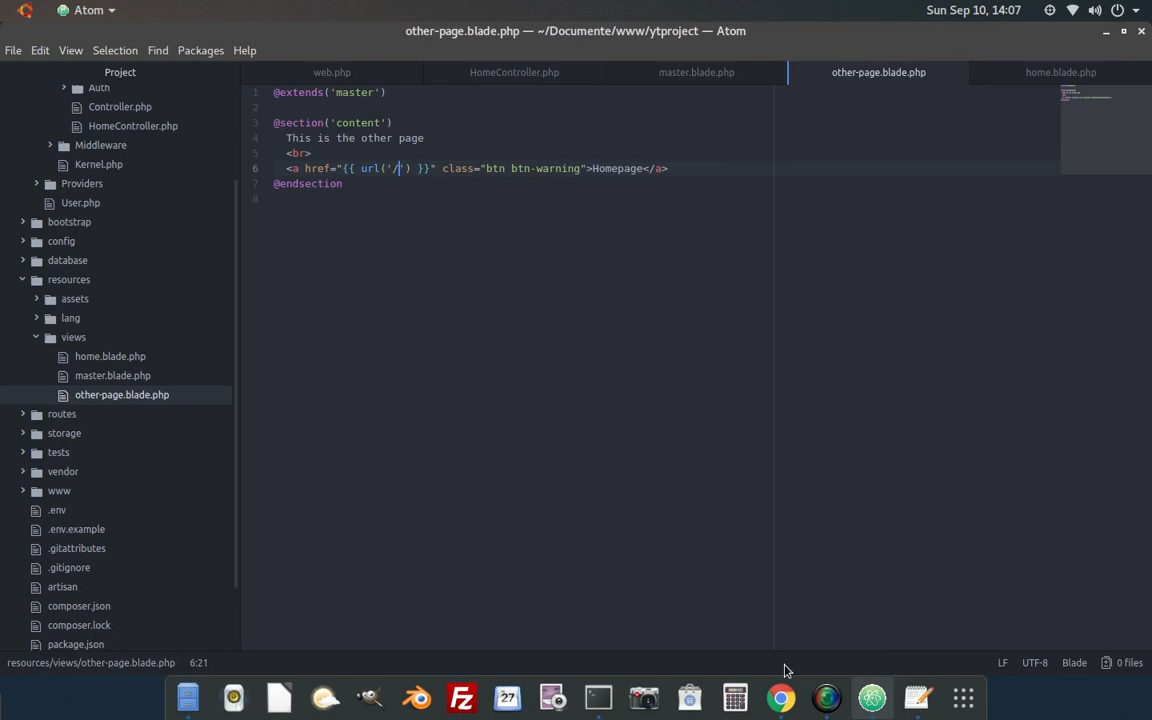 Atom
Sun Sep 10, 14:07
other-page.blade.php — ~/Documente/www/ytproject — Atom
File Edit View Selection Find Packages Help
Project
Auth
Controller.php
HomeController.php
Middleware
Kernel.php
Providers
User.php
bootstrap
config
database
resources
assets
lang
views
home.blade.php
master.blade.php
other-page.blade.php
routes
storage
tests
vendor
www
.env
.env.example
.gitattributes
.gitignore
artisan
composer.json
composer.lock
package.json
web.php HomeController.php master.blade.php other-page.blade.php home.blade.php
1 @extends('master')
2
3 @section('content')
4 This is the other page
5 <br>
6 <a href="{{ url('/') }}" class="btn btn-warning">Homepage</a>
7 @endsection
8
resources/views/other-page.blade.php 6:21
LF UTF-8 Blade 0 files
FZ
27